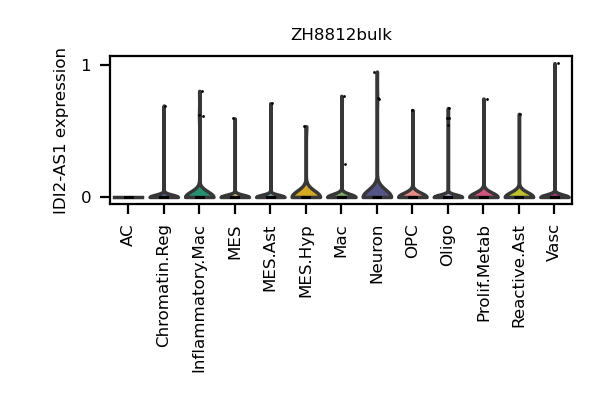 ZH8812bulk
IDI2-AS1 expression
1
0
AC
Chromatin.Reg
Inflammatory.Mac
MES
MES.Ast
MES.Hyp
Mac
Neuron
OPC
Oligo
Prolif.Metab
Reactive.Ast
Vasc